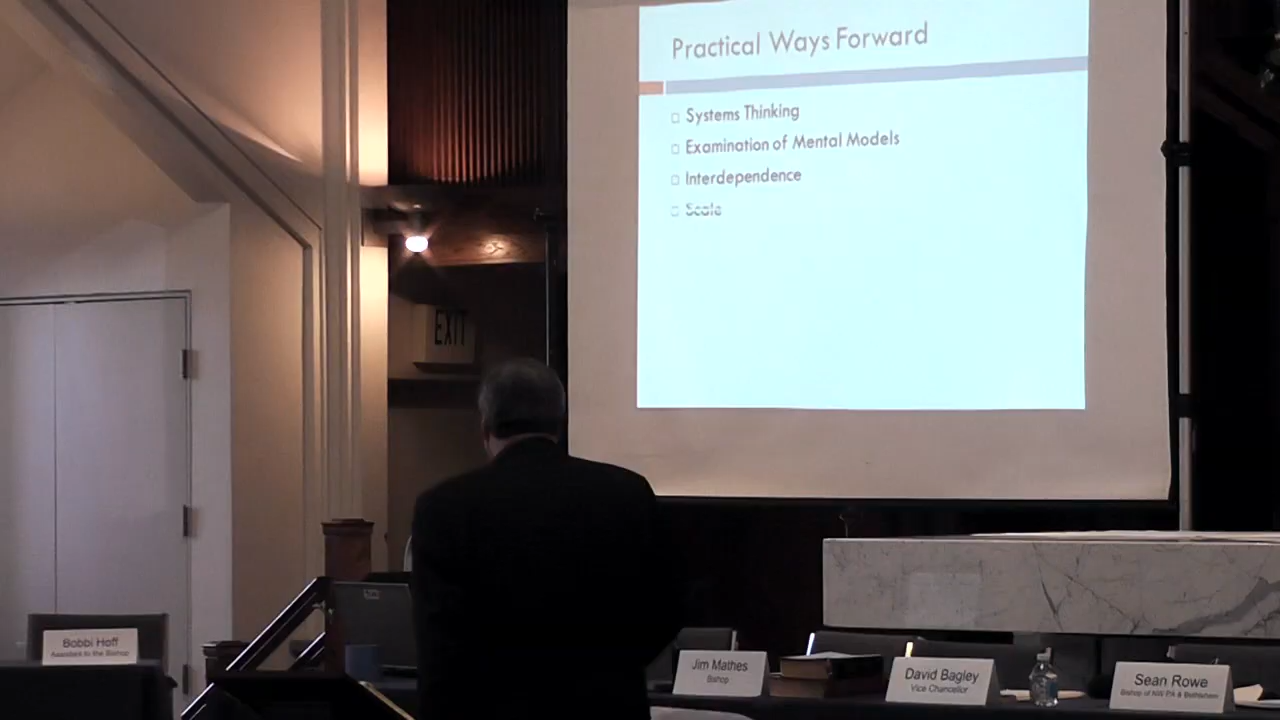 Practical Ways Forward
Systems Thinking
Examination of Mental Models
Interdependence
Scale
EXIT
Bobbi Hoff
Assistant to the Bishop
Jim Mathes
Bishop
David Bagley
Vice Chancellor
Sean Rowe
Bishop of NW PA & Bethlehem